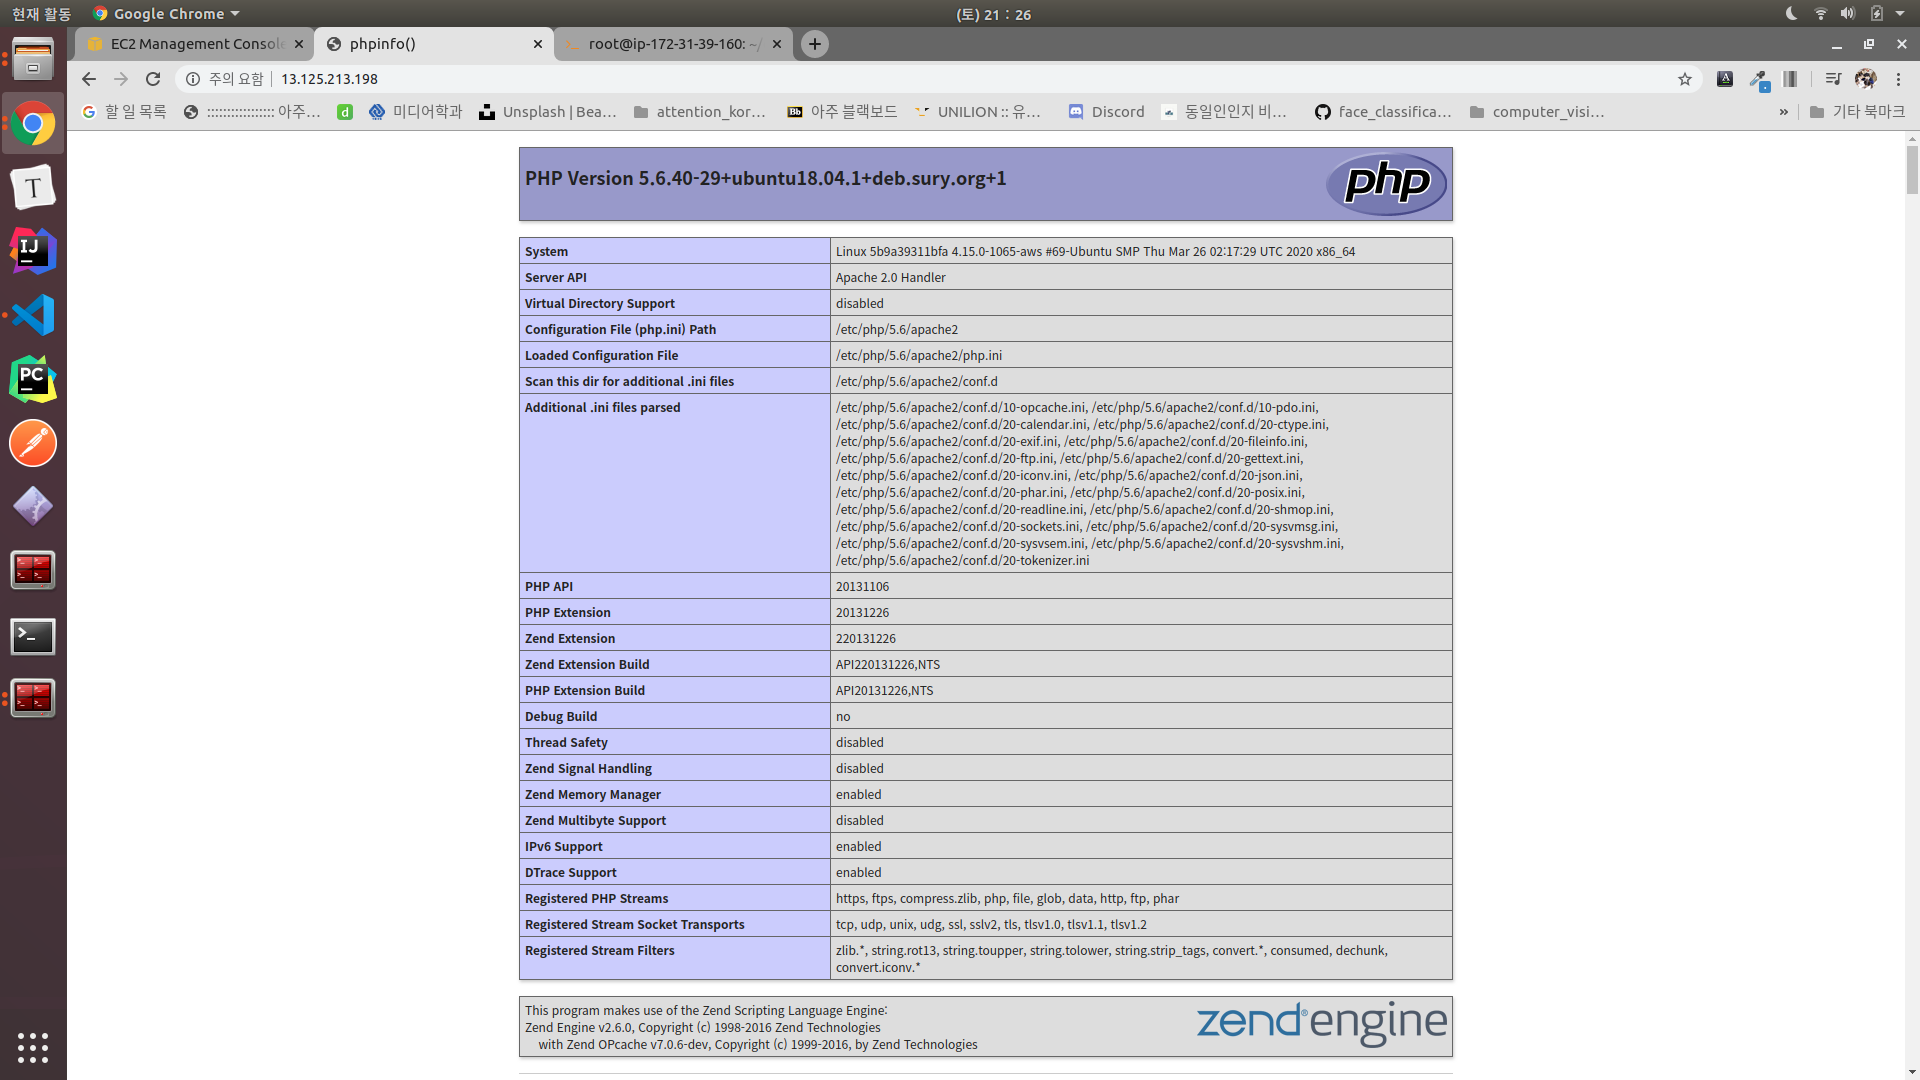 현재 활동
Google Chrome
(토) 21 : 26
EC2 Management Console
phpinfo()
root@ip-172-31-39-160: ~/
주의 요함
13.125.213.198
할 일 목록
:::::::::::::::: 아주…
d
미디어학과
Unsplash | Bea…
attention_kor…
Bb
아주 블랙보드
UNILION :: 유…
Discord
동일인인지 비…
face_classifica…
computer_visi…
»
기타 북마크
T
IJ
PC
PHP Version 5.6.40-29+ubuntu18.04.1+deb.sury.org+1
php
System Linux 5b9a39311bfa 4.15.0-1065-aws #69-Ubuntu SMP Thu Mar 26 02:17:29 UTC 2020 x86_64
Server API Apache 2.0 Handler
Virtual Directory Support disabled
Configuration File (php.ini) Path /etc/php/5.6/apache2
Loaded Configuration File /etc/php/5.6/apache2/php.ini
Scan this dir for additional .ini files /etc/php/5.6/apache2/conf.d
Additional .ini files parsed /etc/php/5.6/apache2/conf.d/10-opcache.ini, /etc/php/5.6/apache2/conf.d/10-pdo.ini,
/etc/php/5.6/apache2/conf.d/20-calendar.ini, /etc/php/5.6/apache2/conf.d/20-ctype.ini,
/etc/php/5.6/apache2/conf.d/20-exif.ini, /etc/php/5.6/apache2/conf.d/20-fileinfo.ini,
/etc/php/5.6/apache2/conf.d/20-ftp.ini, /etc/php/5.6/apache2/conf.d/20-gettext.ini,
/etc/php/5.6/apache2/conf.d/20-iconv.ini, /etc/php/5.6/apache2/conf.d/20-json.ini,
/etc/php/5.6/apache2/conf.d/20-phar.ini, /etc/php/5.6/apache2/conf.d/20-posix.ini,
/etc/php/5.6/apache2/conf.d/20-readline.ini, /etc/php/5.6/apache2/conf.d/20-shmop.ini,
/etc/php/5.6/apache2/conf.d/20-sockets.ini, /etc/php/5.6/apache2/conf.d/20-sysvmsg.ini,
/etc/php/5.6/apache2/conf.d/20-sysvsem.ini, /etc/php/5.6/apache2/conf.d/20-sysvshm.ini,
/etc/php/5.6/apache2/conf.d/20-tokenizer.ini
PHP API 20131106
PHP Extension 20131226
Zend Extension 220131226
Zend Extension Build API220131226,NTS
PHP Extension Build API20131226,NTS
Debug Build no
Thread Safety disabled
Zend Signal Handling disabled
Zend Memory Manager enabled
Zend Multibyte Support disabled
IPv6 Support enabled
DTrace Support enabled
Registered PHP Streams https, ftps, compress.zlib, php, file, glob, data, http, ftp, phar
Registered Stream Socket Transports tcp, udp, unix, udg, ssl, sslv2, tls, tlsv1.0, tlsv1.1, tlsv1.2
Registered Stream Filters zlib.*, string.rot13, string.toupper, string.tolower, string.strip_tags, convert.*, consumed, dechunk,
convert.iconv.*
This program makes use of the Zend Scripting Language Engine:
Zend Engine v2.6.0, Copyright (c) 1998-2016 Zend Technologies
with Zend OPcache v7.0.6-dev, Copyright (c) 1999-2016, by Zend Technologies
zend®engine